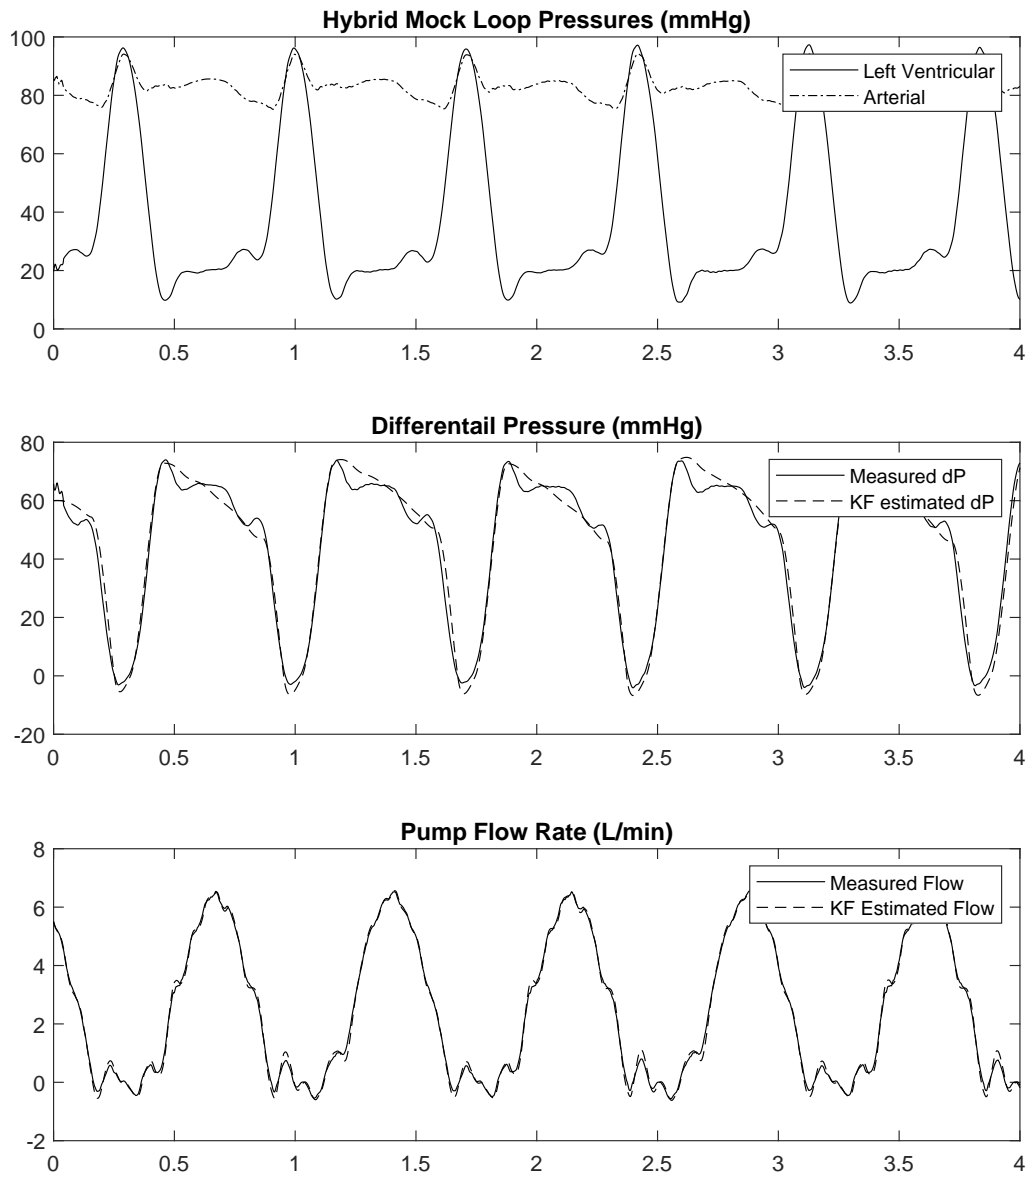 Hybrid Mock Loop Pressures (mmHg)
100
80
60
40
20
0
Left Ventricular
Arterial
0 0.5 1 1.5 2 2.5 3 3.5 4
Differentail Pressure (mmHg)
80
60
40
20
0
-20
Measured dP
KF estimated dP
0 0.5 1 1.5 2 2.5 3 3.5 4
Pump Flow Rate (L/min)
8
6
4
2
0
-2
Measured Flow
KF Estimated Flow
0 0.5 1 1.5 2 2.5 3 3.5 4